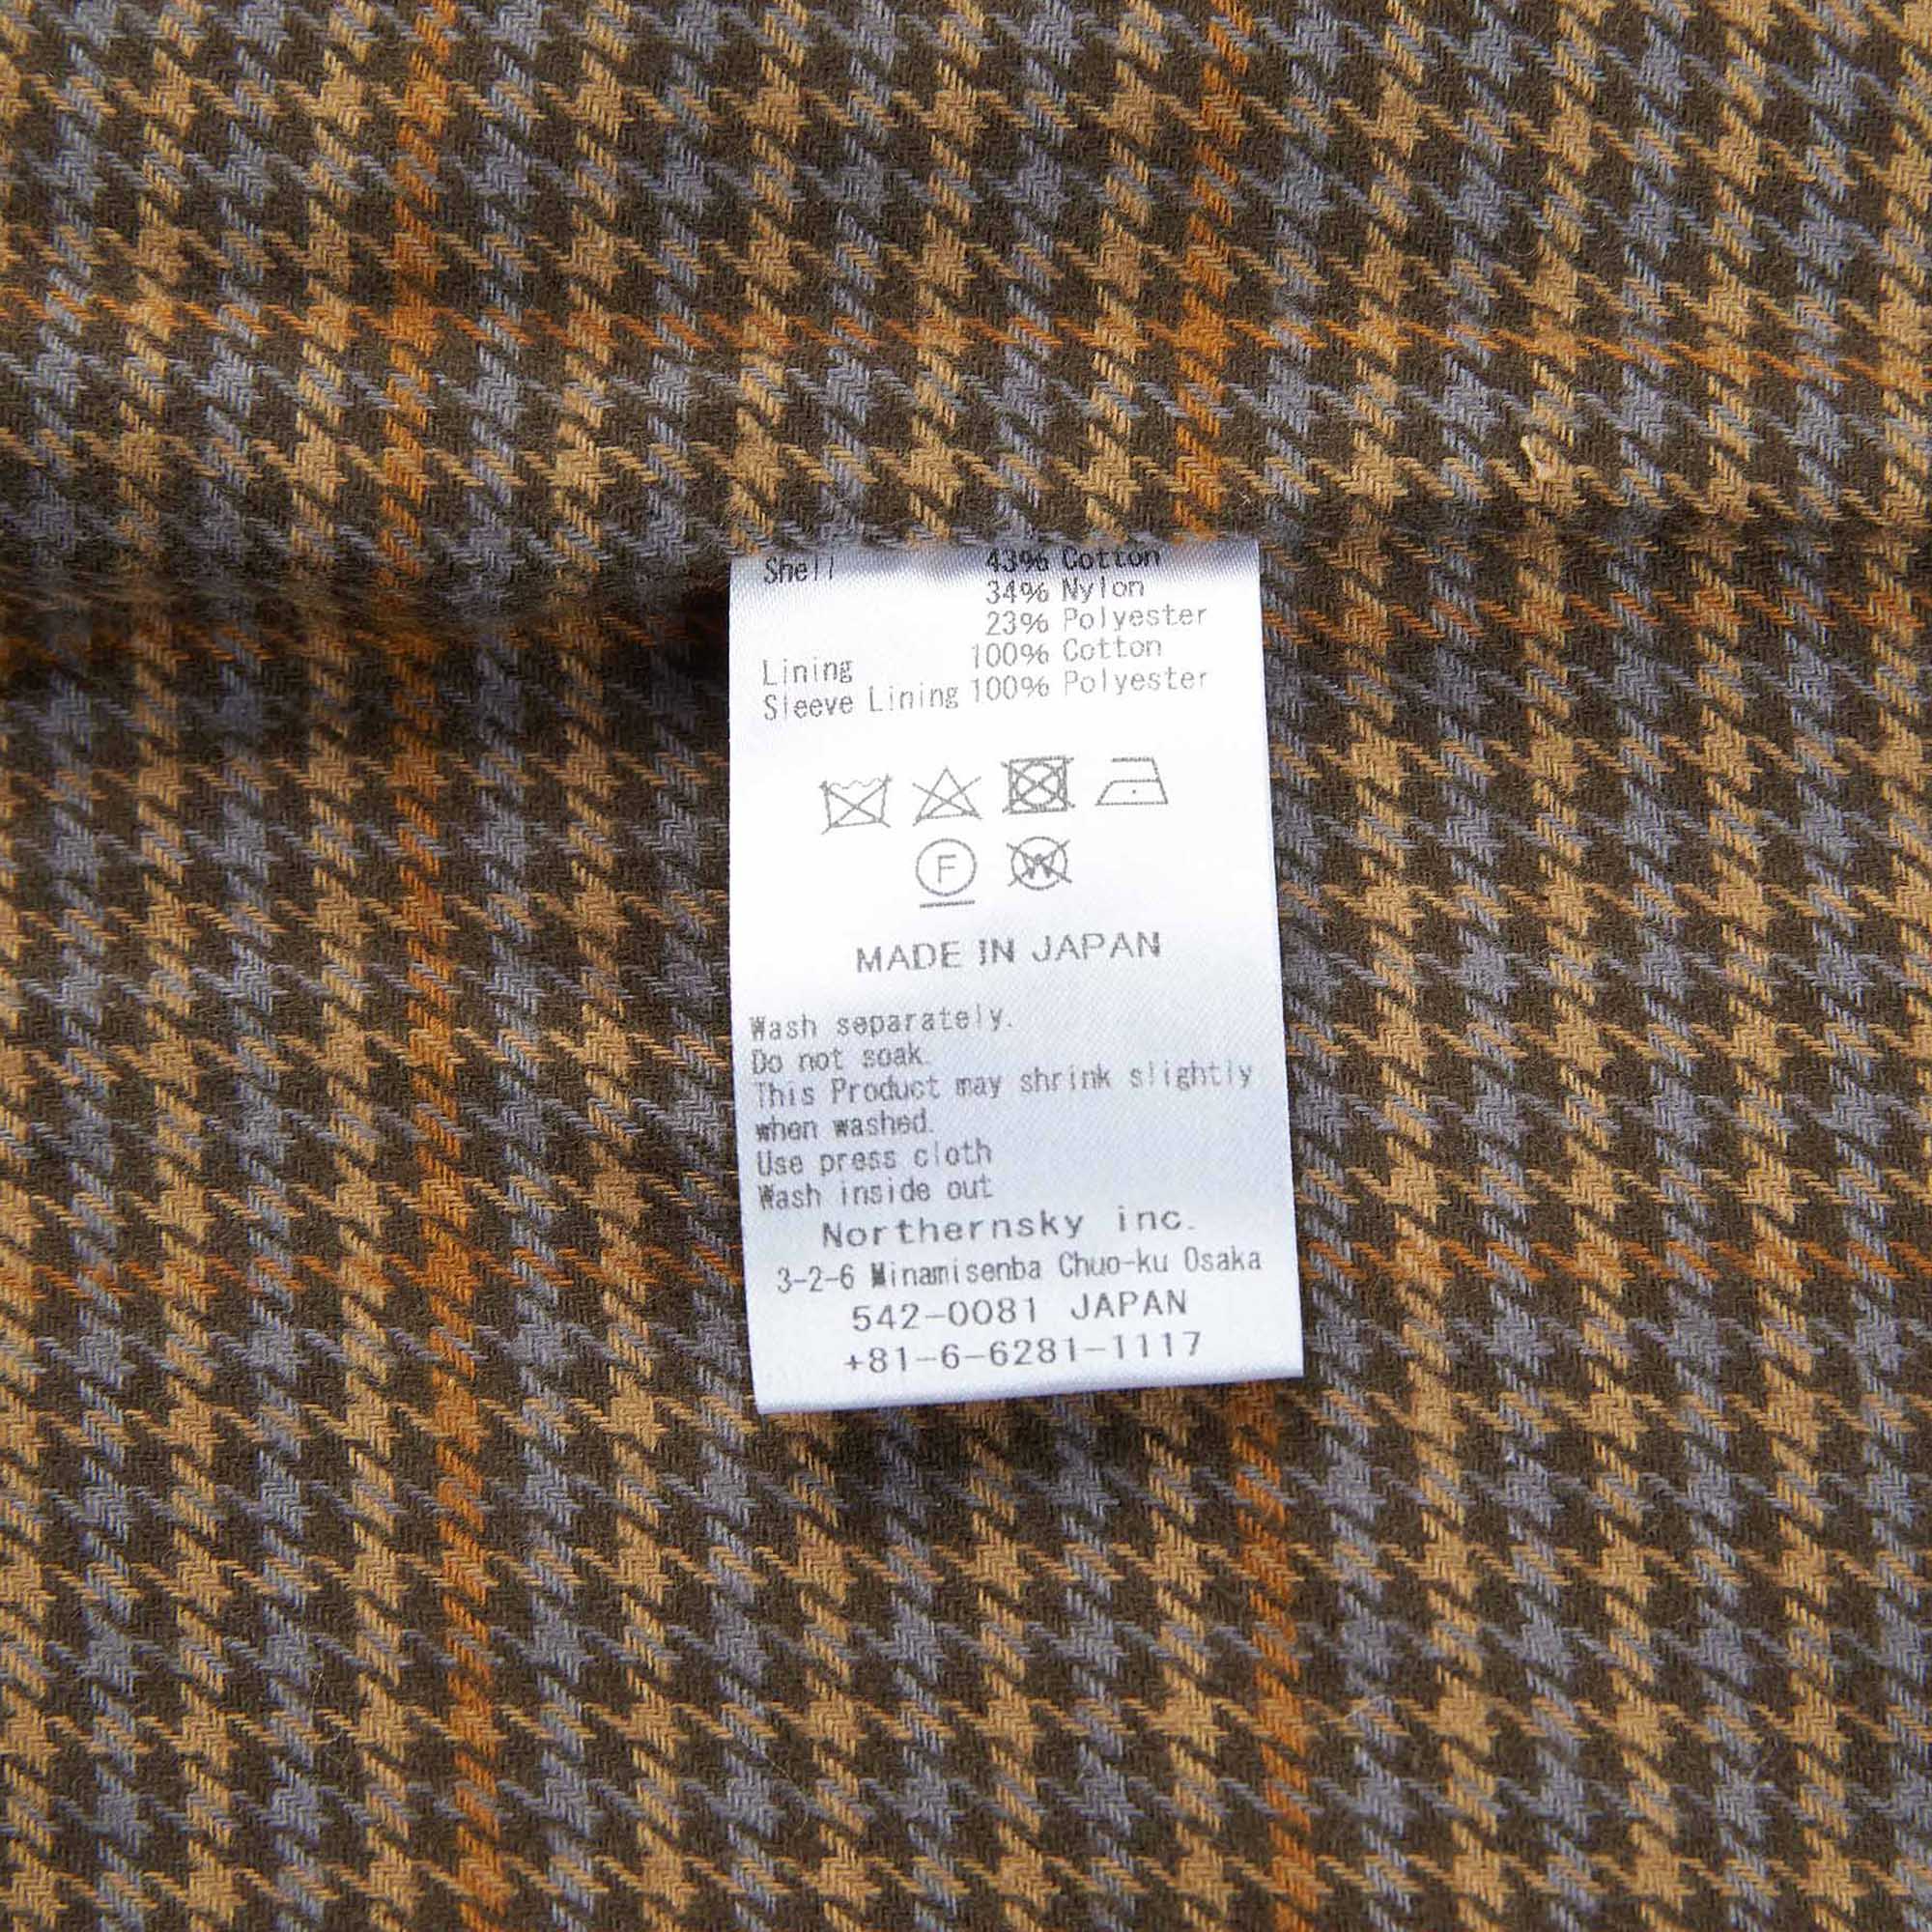 Shell 43% Cotton
34% Nylon
23% Polyester
Lining 100% Cotton
Sleeve Lining 100% Polyester
F W
MADE IN JAPAN
Wash separately.
Do not soak.
This Product may shrink slightly
when washed.
Use press cloth
Wash inside out
Northernsky inc.
3-2-6 Minamisenba Chuo-ku Osaka
542-0081 JAPAN
+81-6-6281-1117